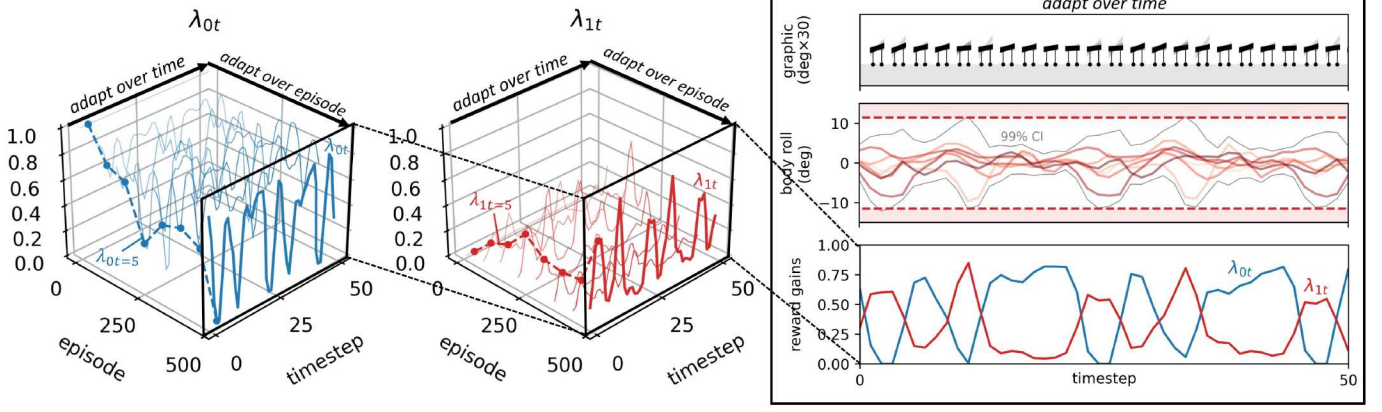 λ0t
adapt over time
adapt over episode
1.0
0.8
0.6
0.4
0.2
0.0
λ0t
λ0t=5
0
250
500
episode
0
25
50
timestep
λ1t
adapt over time
adapt over episode
1.0
0.8
0.6
0.4
0.2
0.0
λ1t
λ1t=5
0
250
500
episode
0
25
50
timestep
adapt over time
graphic
(deg×30)
body roll
(deg)
10
0
−10
99% CI
reward gains
1.00
0.75
0.50
0.25
0.00
λ0t
λ1t
0
timestep
50